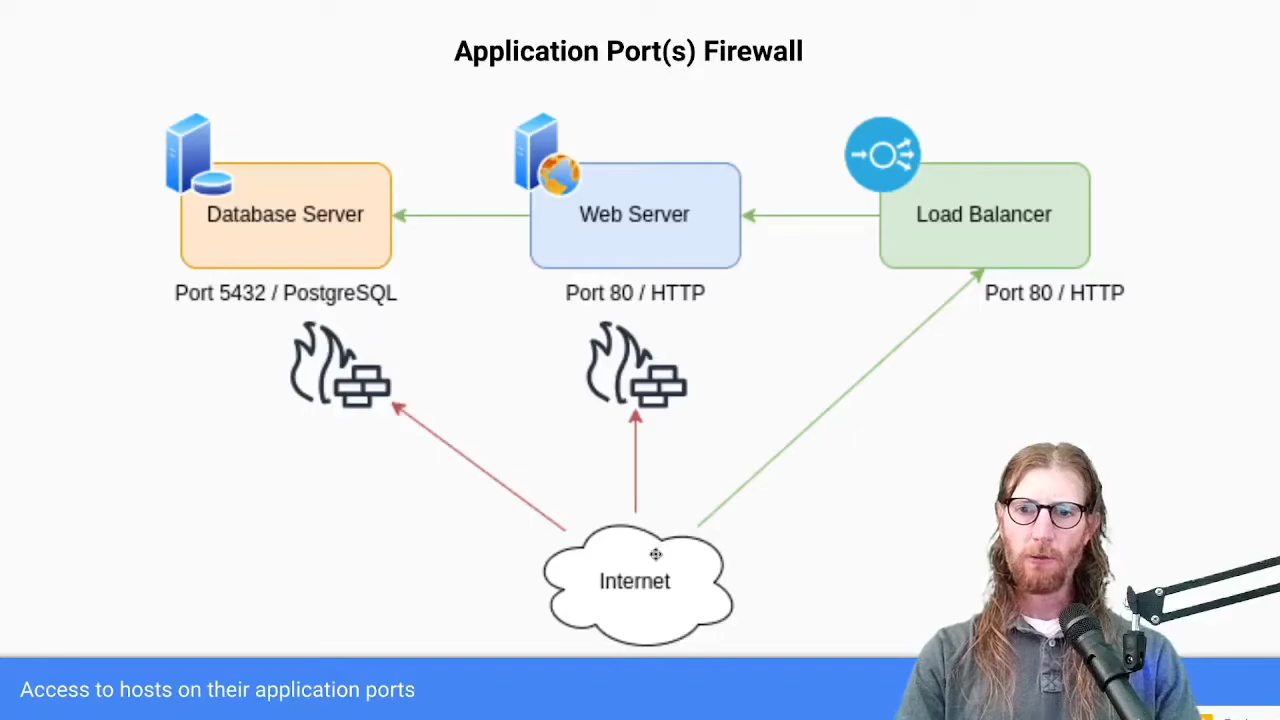 Application Port(s) Firewall
Database Server
Web Server
Load Balancer
Port 5432 / PostgreSQL
Port 80 / HTTP
Port 80 / HTTP
Internet
Access to hosts on their application ports